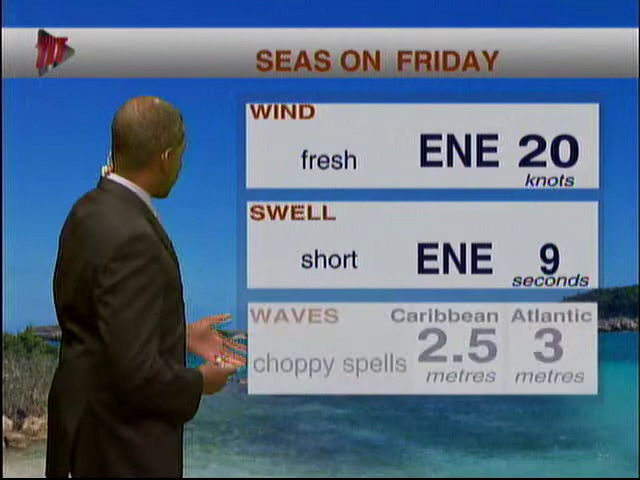 SEAS ON FRIDAY
WIND
fresh ENE 20
knots
SWELL
short ENE 9
seconds
WAVES Caribbean Atlantic
choppy spells 2.5 3
metres metres